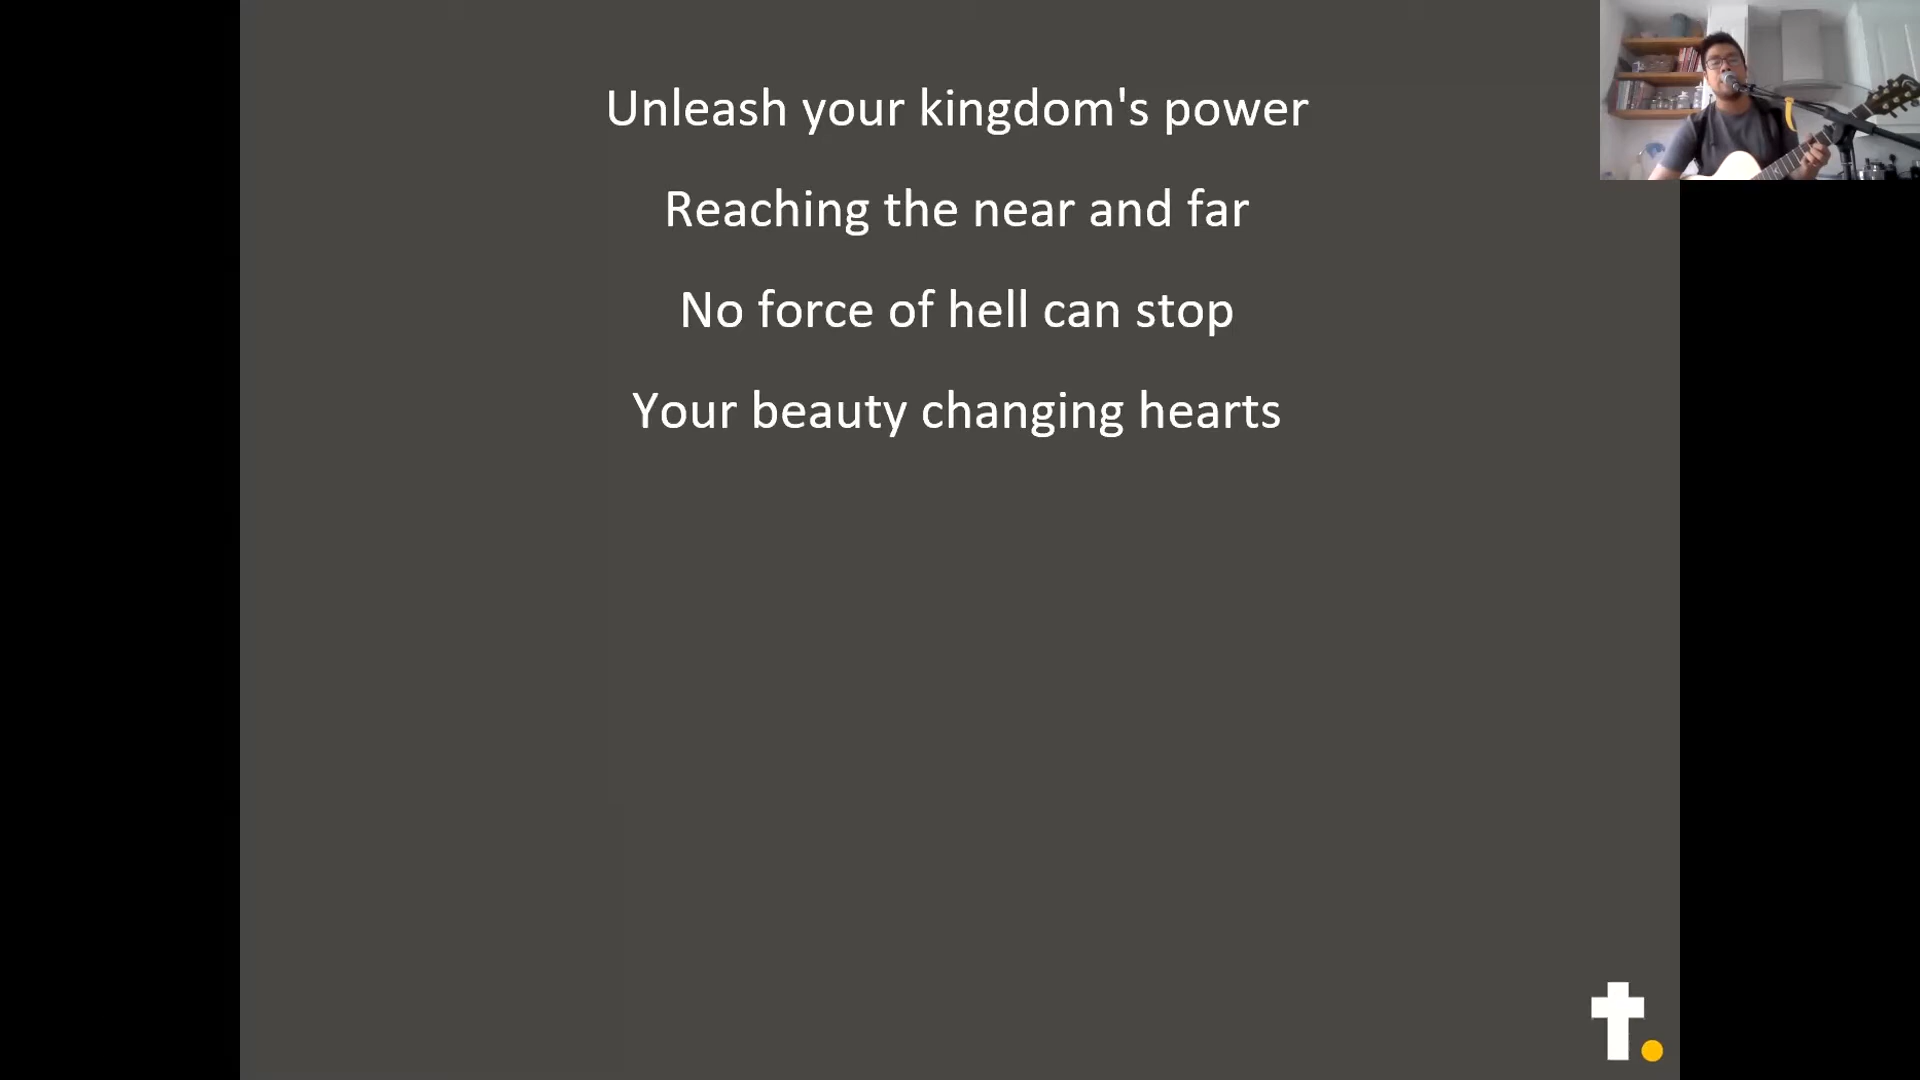 Unleash your kingdom's power
Reaching the near and far
No force of hell can stop
Your beauty changing hearts
t.